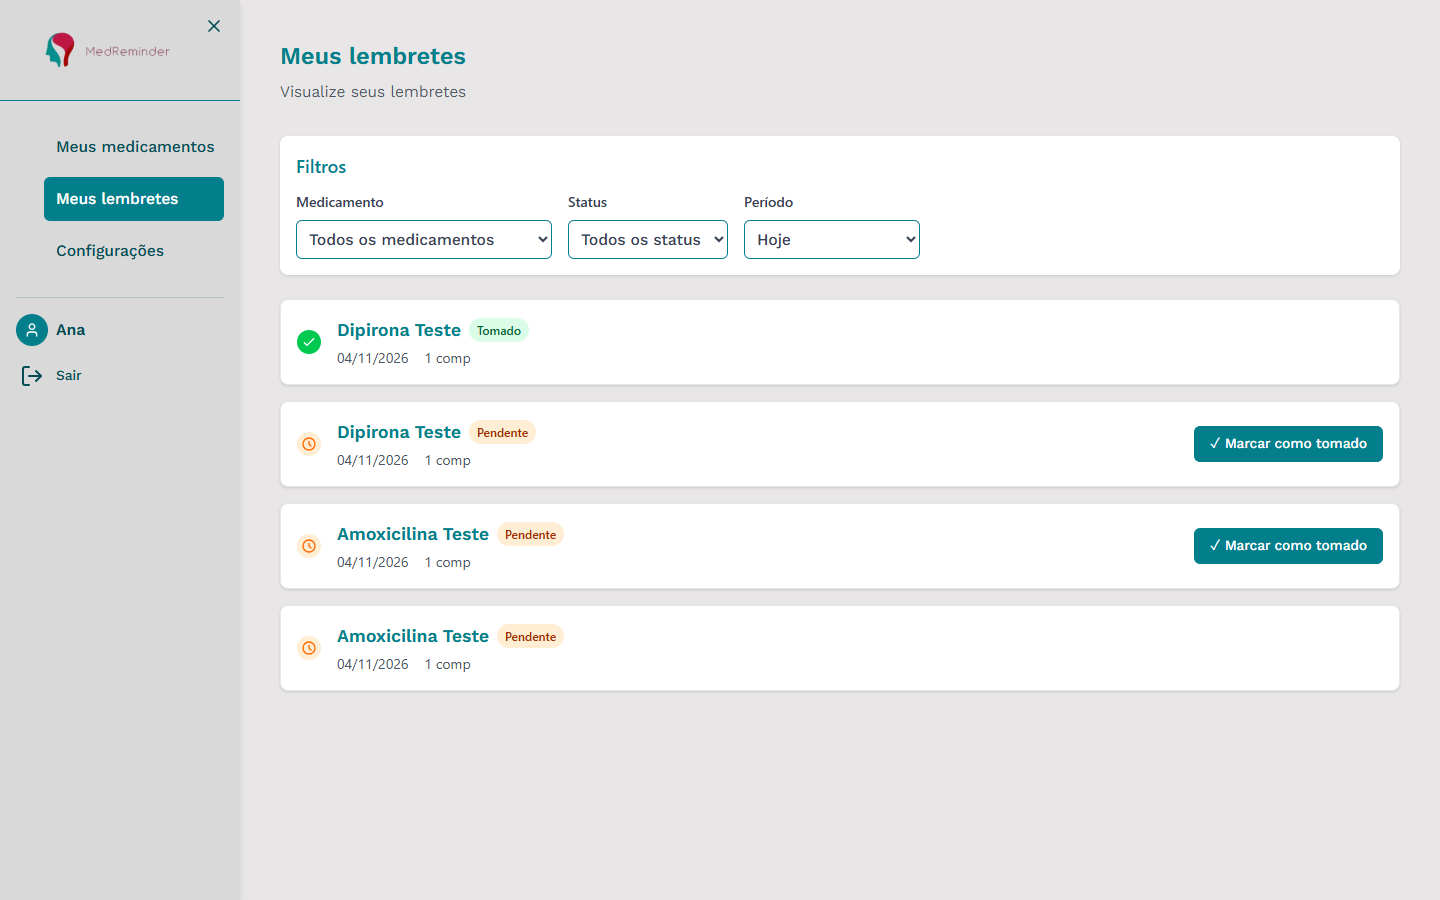 MedReminder
Meus medicamentos
Meus lembretes
Configurações
Ana
Sair
Meus lembretes
Visualize seus lembretes
Filtros
Medicamento Status Período
Todos os medicamentos Todos os status Hoje
Dipirona Teste Tomado
04/11/2026 1 comp
Dipirona Teste Pendente
04/11/2026 1 comp
✓ Marcar como tomado
Amoxicilina Teste Pendente
04/11/2026 1 comp
✓ Marcar como tomado
Amoxicilina Teste Pendente
04/11/2026 1 comp